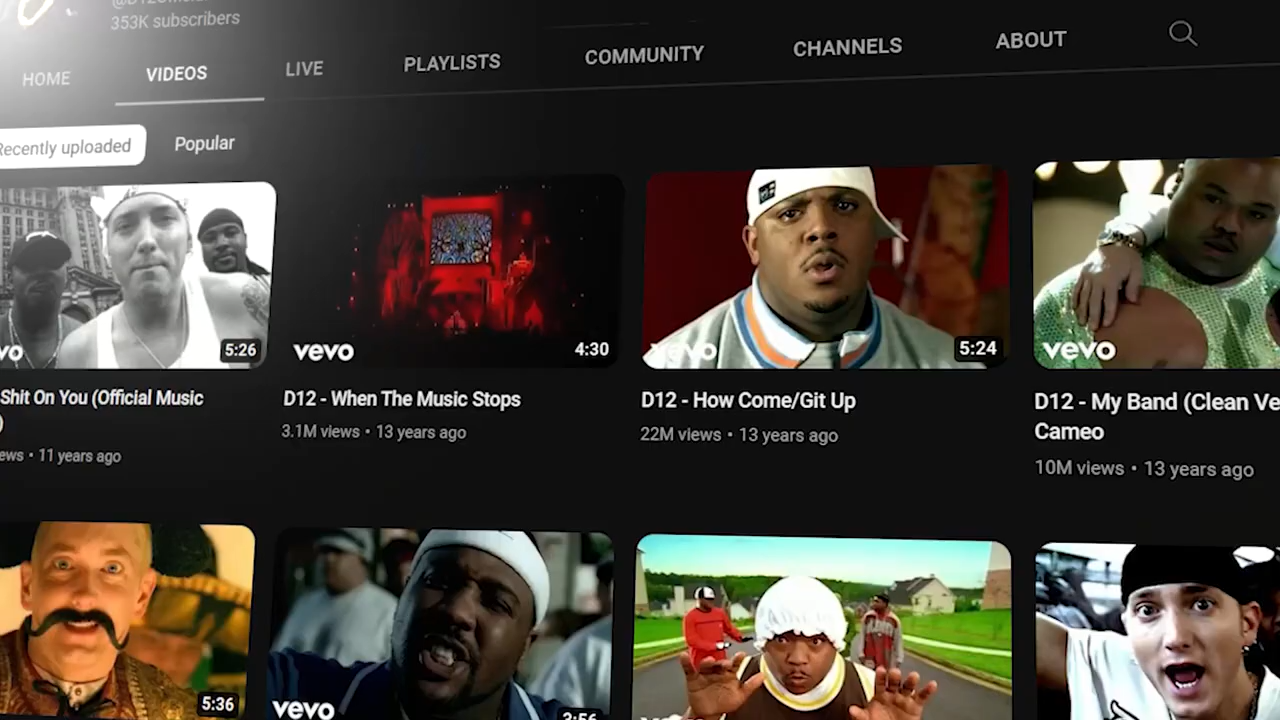 353K subscribers
HOME
VIDEOS
LIVE
PLAYLISTS
COMMUNITY
CHANNELS
ABOUT
Recently uploaded
Popular
5:26
vevo
4:30
5:24
vevo
Shit On You (Official Music
11 years ago
D12 - When The Music Stops
3.1M views • 13 years ago
D12 - How Come/Git Up
22M views • 13 years ago
D12 - My Band (Clean Ve
Cameo
10M views • 13 years ago
5:36
vevo
3:56